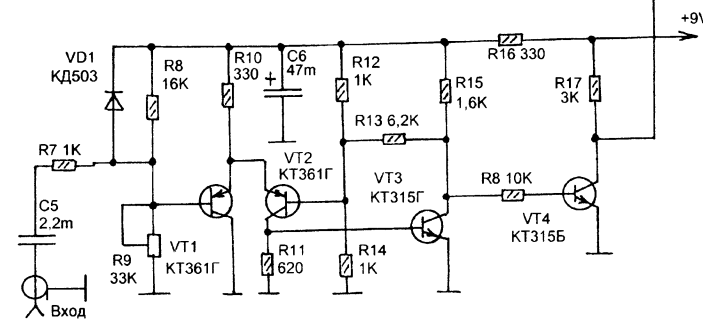 +9V
VD1
КД503
R8
16K
R10
330
C6
47m
+
R12
1K
R16 330
R15
1,6K
R17
3K
R7 1K
R13 6,2K
VT2
КТ361Г
VT3
КТ315Г
R8 10K
C5
2.2m
VT1
КТ361Г
R9
33K
R11
620
R14
1K
VT4
КТ315Б
Вход